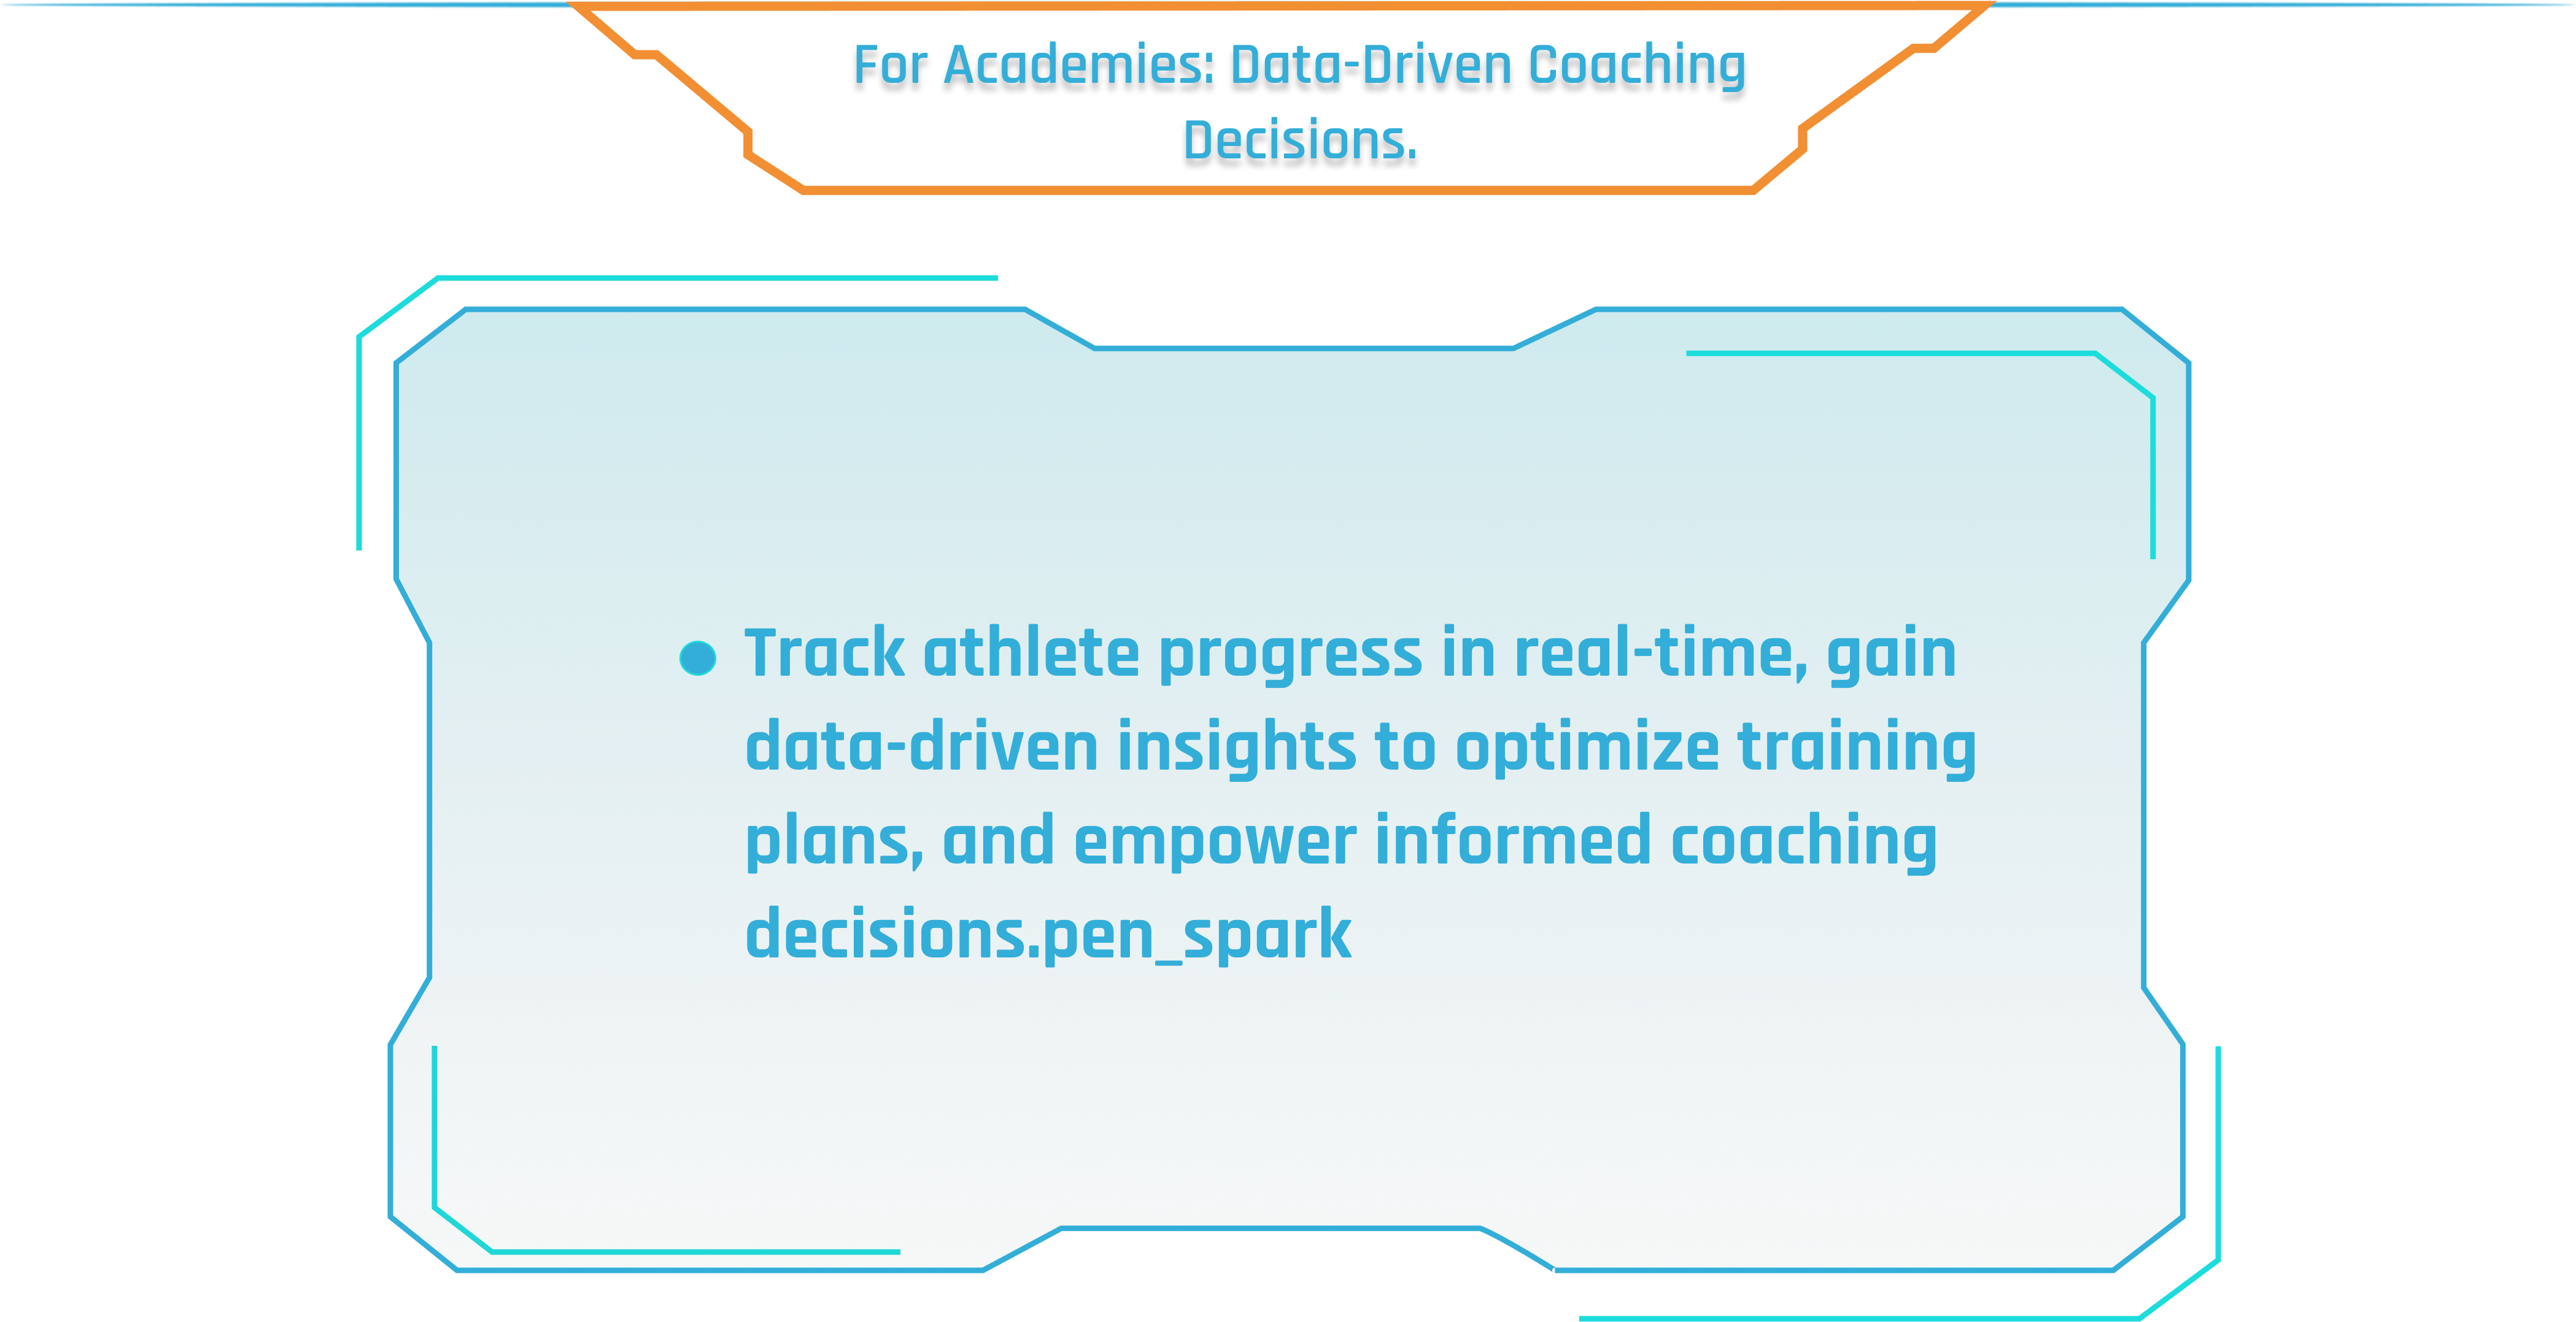 For Academies: Data-Driven Coaching
Decisions.
Track athlete progress in real-time, gain
data-driven insights to optimize training
plans, and empower informed coaching
decisions.pen_spark